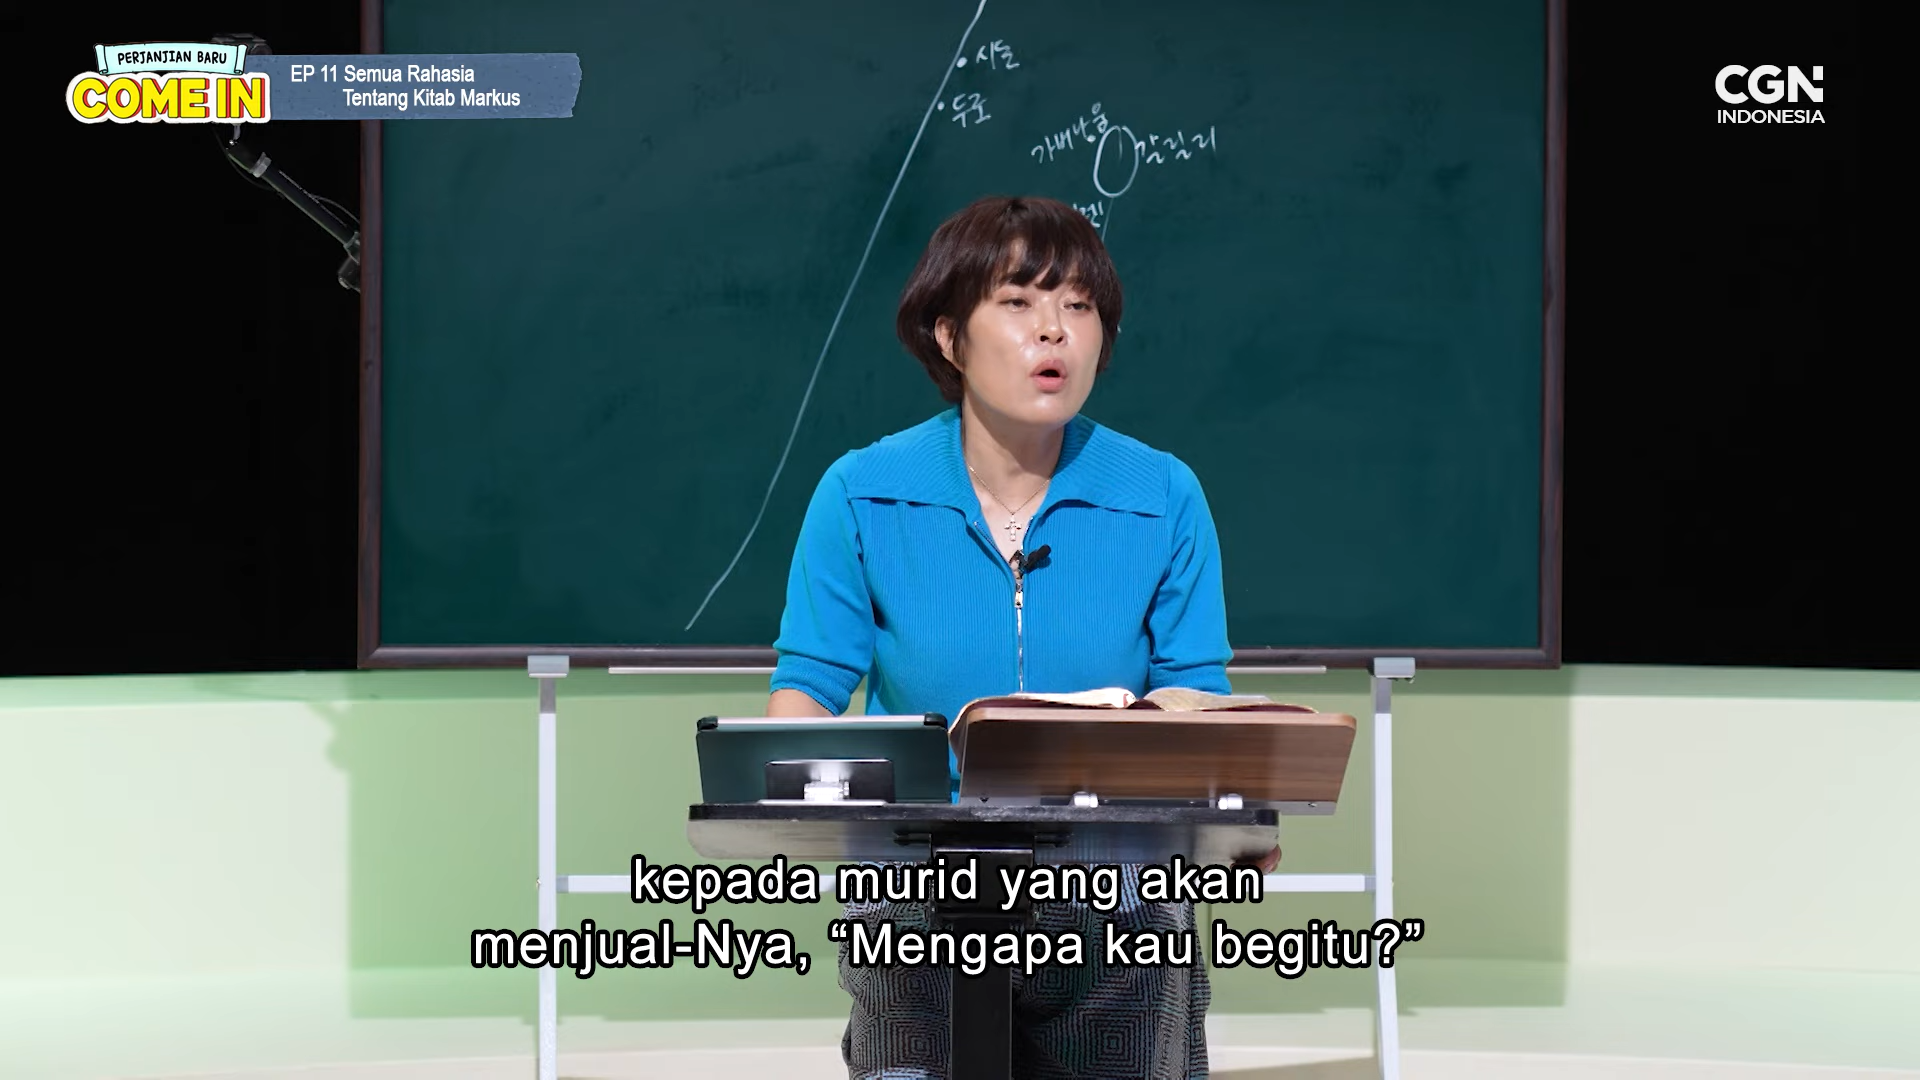 PERJANJIAN BARU
COME IN
EP 11 Semua Rahasia
Tentang Kitab Markus
CGN
INDONESIA
시돈
두로
가버나움
갈릴리
kepada murid yang akan
menjual-Nya, “Mengapa kau begitu?”